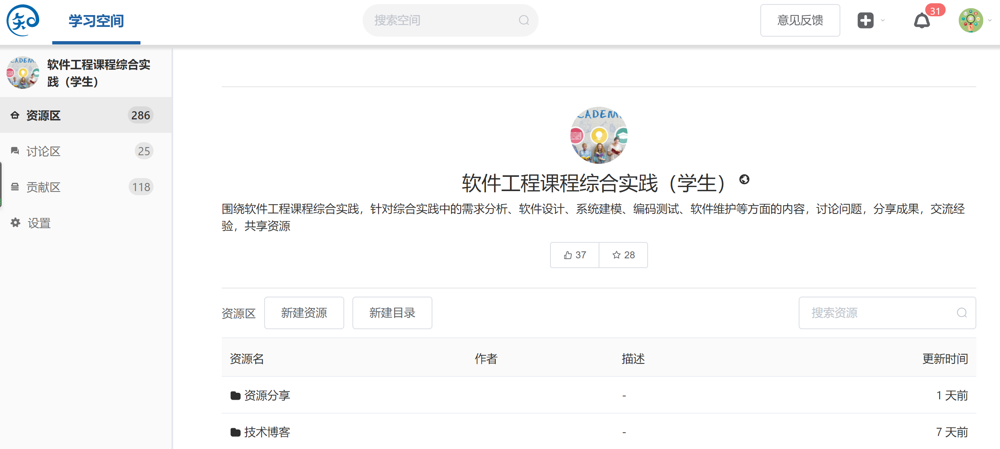 知
学习空间
搜索空间
意见反馈
31
软件工程课程综合实
践（学生）
资源区 286
讨论区 25
贡献区 118
设置
CADEM
软件工程课程综合实践（学生）
围绕软件工程课程综合实践，针对综合实践中的需求分析、软件设计、系统建模、编码测试、软件维护等方面的内容，讨论问题，分享成果，交流经
验，共享资源
37 28
资源区 新建资源 新建目录 搜索资源
资源名 作者 描述 更新时间
资源分享 - 1 天前
技术博客 - 7 天前